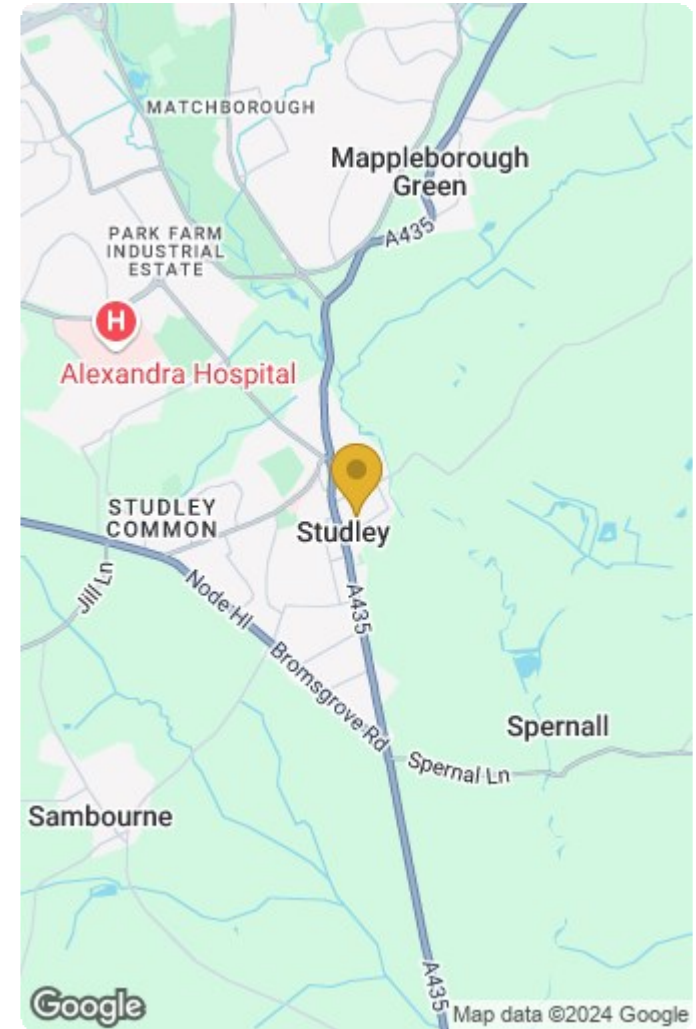 MATCHBOROUGH
Mappleborough
Green
A435
PARK FARM
INDUSTRIAL
ESTATE
H
Alexandra Hospital
STUDLEY
COMMON
Studley
Jill Ln
Node Hl
A435
Bromsgrove Rd
Spernall
Spernal Ln
Sambourne
A435
Google
Map data ©2024 Google